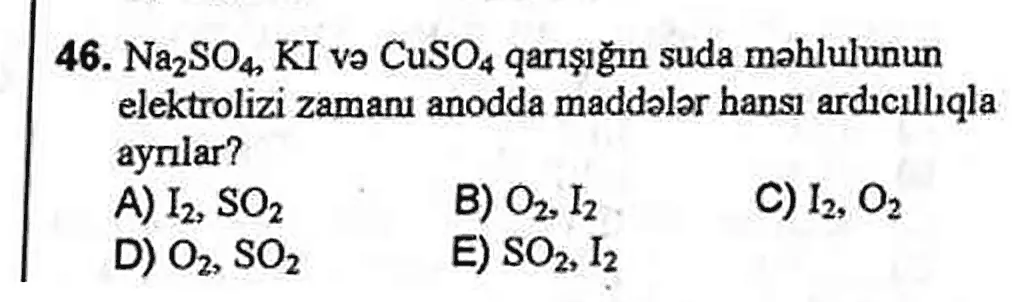 46. Na₂SO₄, KI və CuSO₄ qarışığın suda məhlulunun
elektrolizi zamanı anodda maddələr hansı ardıcıllıqla
ayrılar?
A) I₂, SO₂ B) O₂, I₂ C) I₂, O₂
D) O₂, SO₂ E) SO₂, I₂